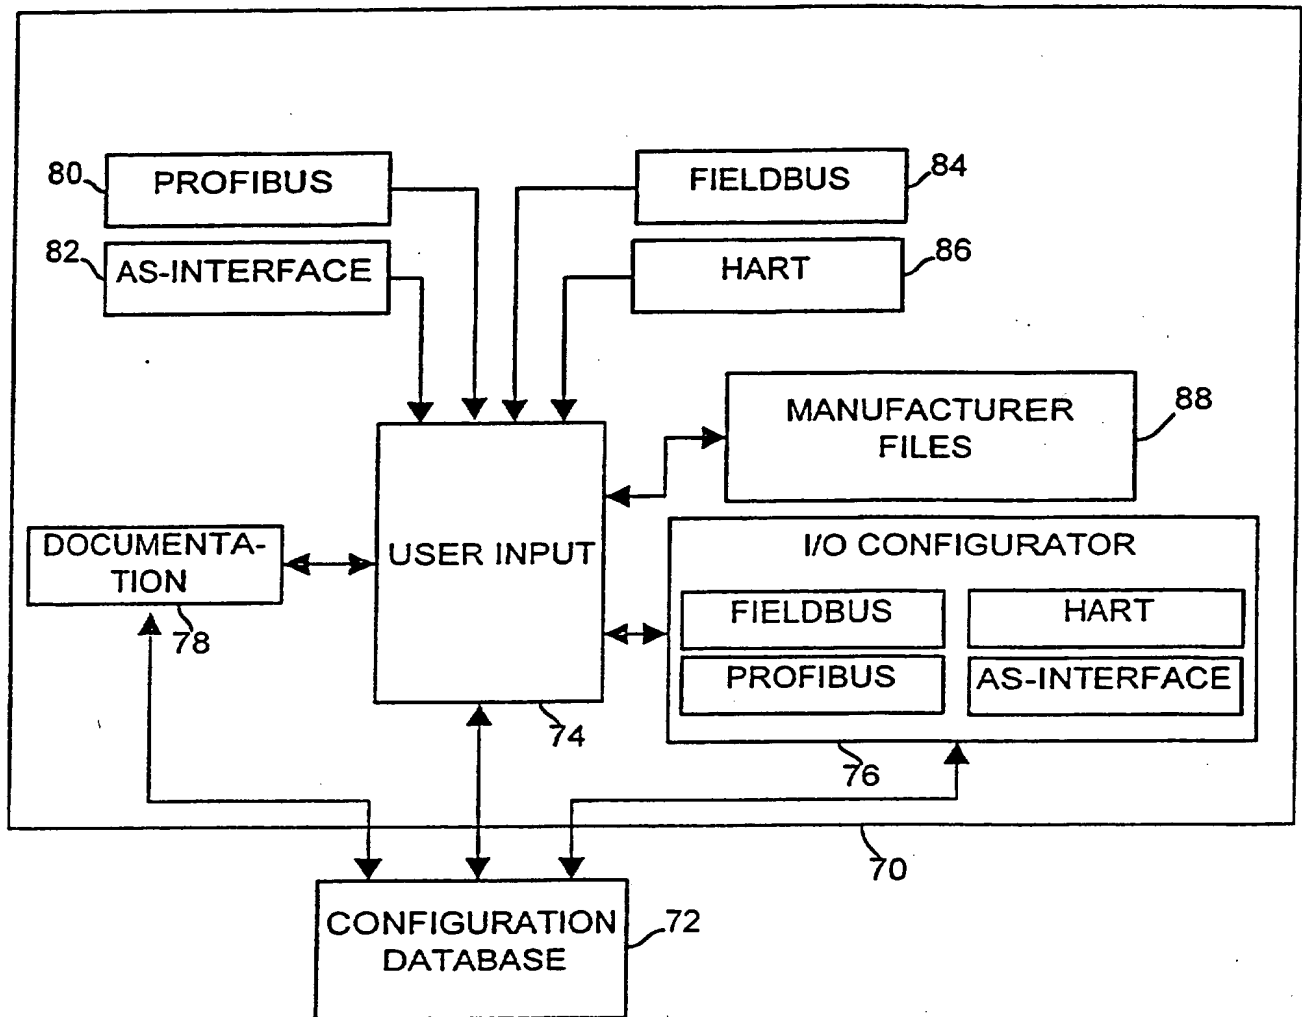 80
PROFIBUS
FIELDBUS
84
82
AS-INTERFACE
HART
86
MANUFACTURER
FILES
88
DOCUMENTA-
TION
78
USER INPUT
74
I/O CONFIGURATOR
FIELDBUS
HART
PROFIBUS
AS-INTERFACE
76
70
CONFIGURATION
DATABASE
72